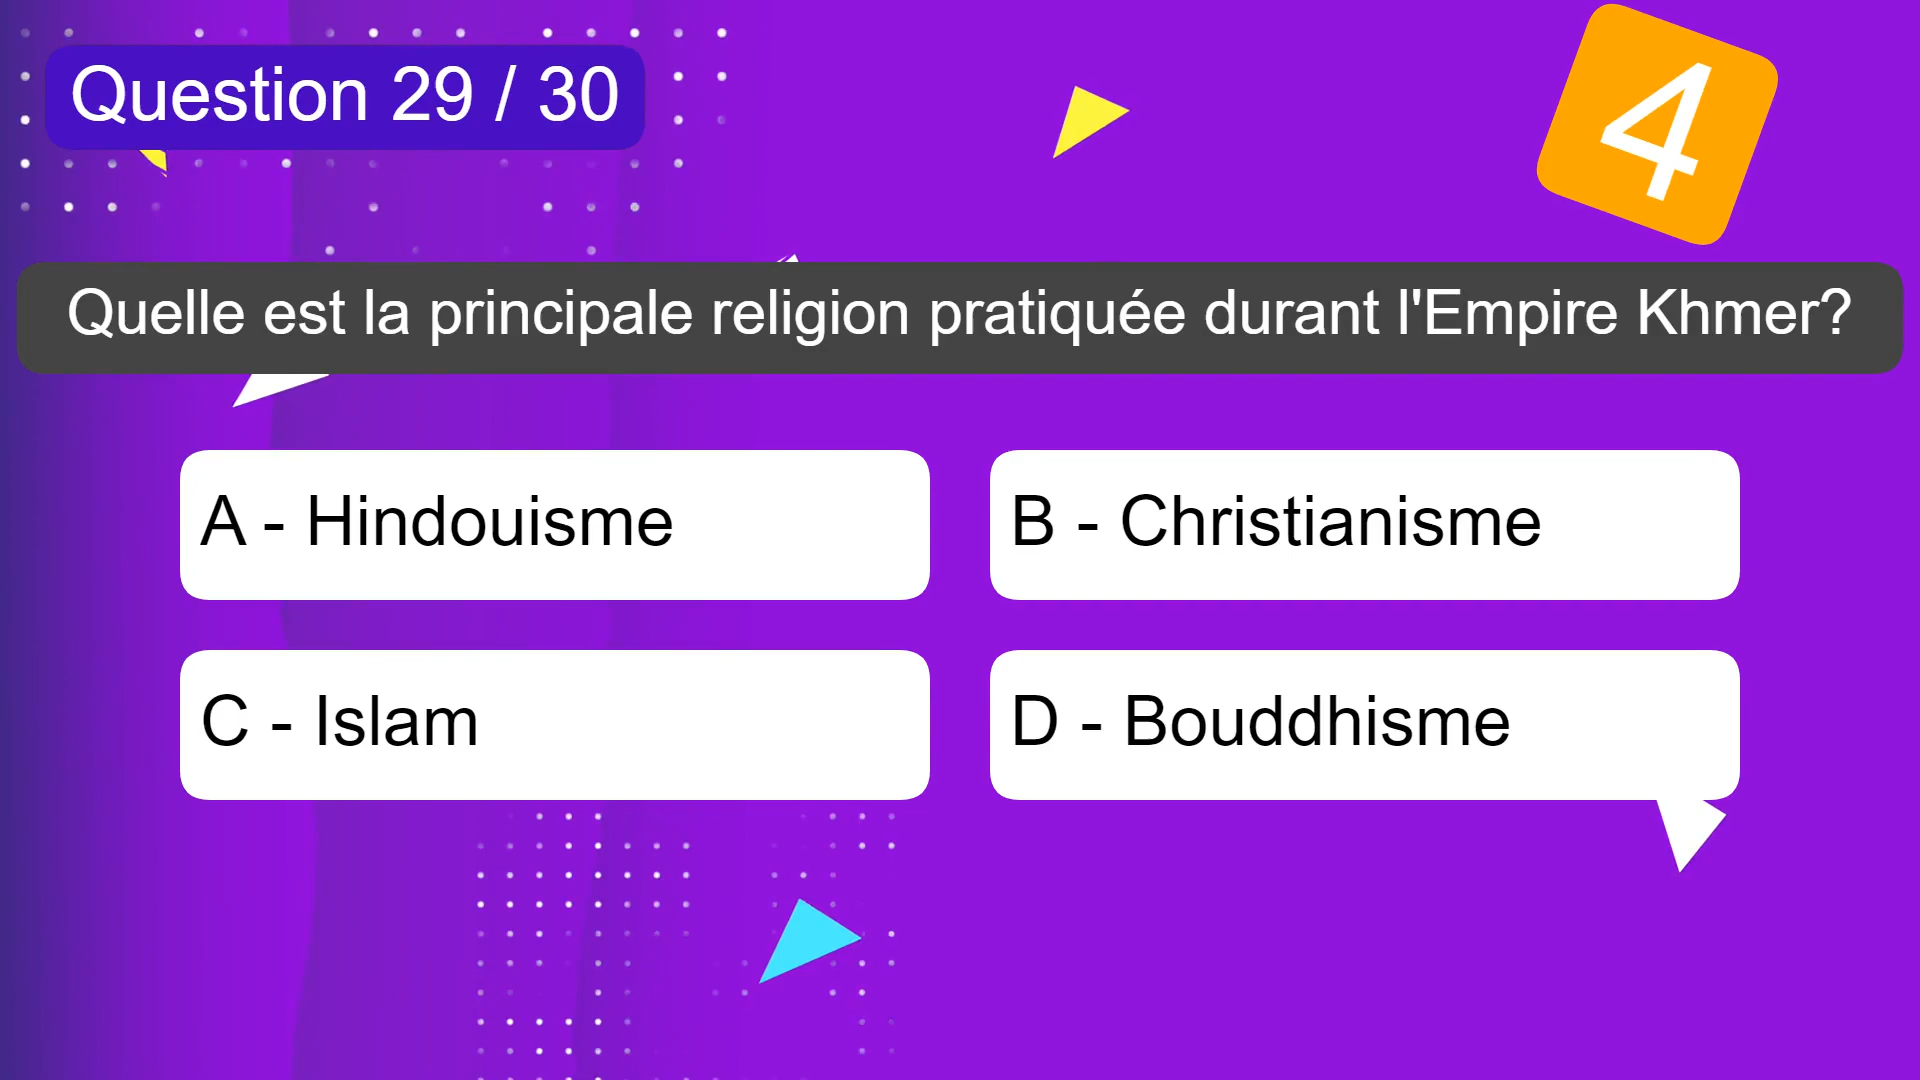 Question 29 / 30
4
Quelle est la principale religion pratiquée durant l'Empire Khmer?
A - Hindouisme
B - Christianisme
C - Islam
D - Bouddhisme